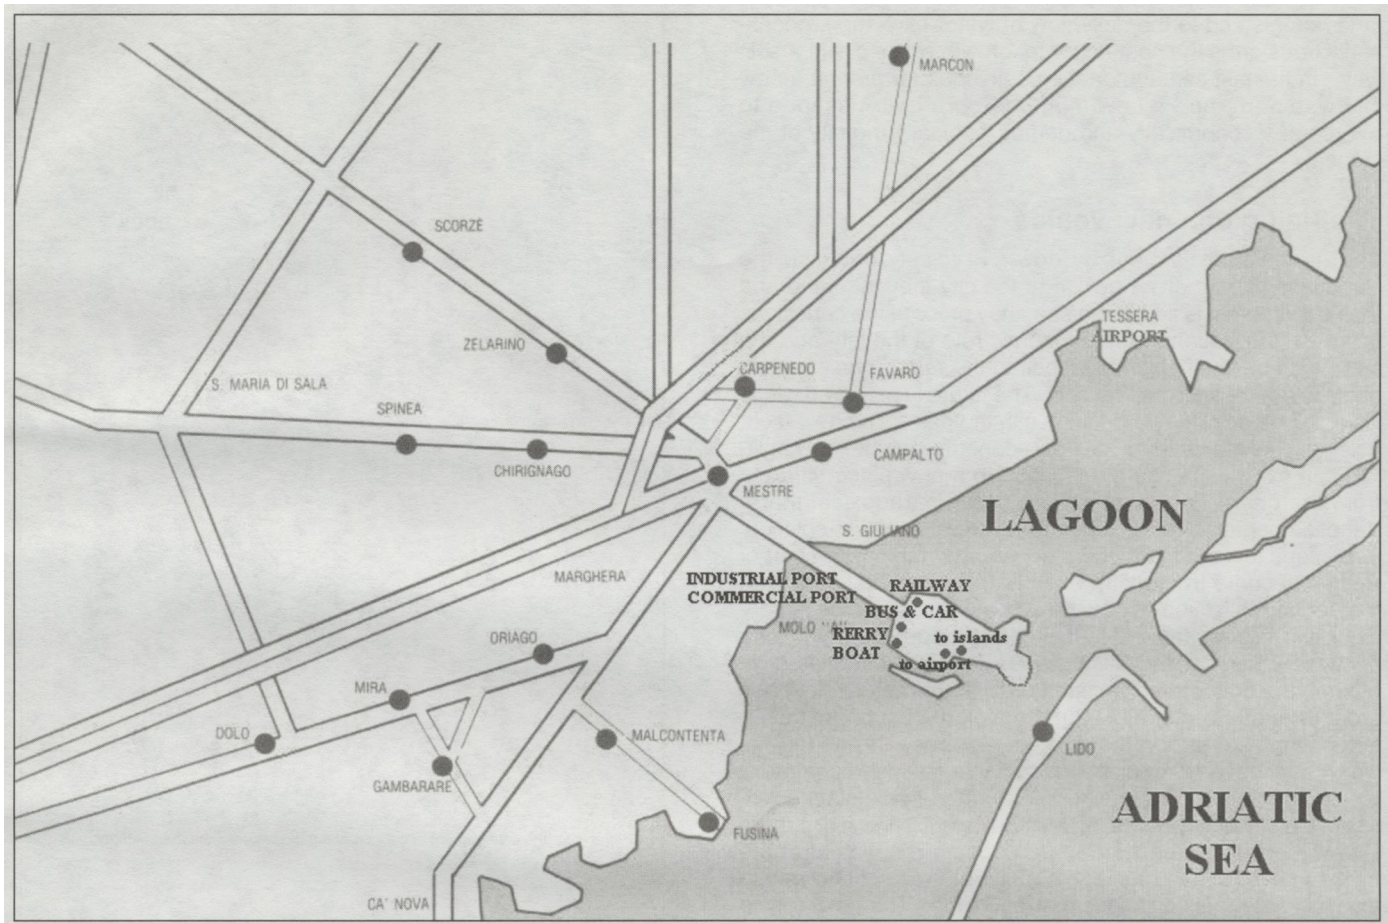 MARCON
SCORZÈ
TESSERA
AIRPORT
ZELARINO
CARPENEDO
FAVARO
S. MARIA DI SALA
SPINEA
CHIRIGNAGO
CAMPALTO
MESTRE
LAGOON
S. GIULIANO
MARGHERA
INDUSTRIAL PORT
COMMERCIAL PORT
RAILWAY
BUS & CAR
MOLO "A"
RERRY
BOAT
to islands
to airport
ORIAGO
MIRA
DOLO
MALCONTENTA
LIDO
GAMBARARE
FUSINA
ADRIATIC
SEA
CA' NOVA